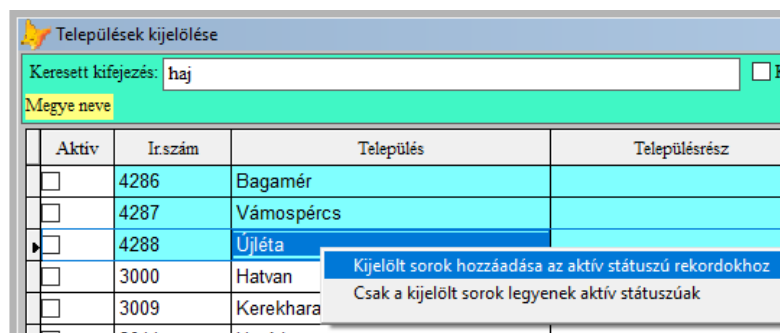 Települések kijelölése
Keresett kifejezés: haj
Megye neve
Aktív Ir.szám Település Településrész
4286 Bagamér
4287 Vámospércs
4288 Újléta
Kijelölt sorok hozzáadása az aktív státuszú rekordokhoz
3000 Hatvan
Csak a kijelölt sorok legyenek aktív státuszúak
3009 Kerekhara